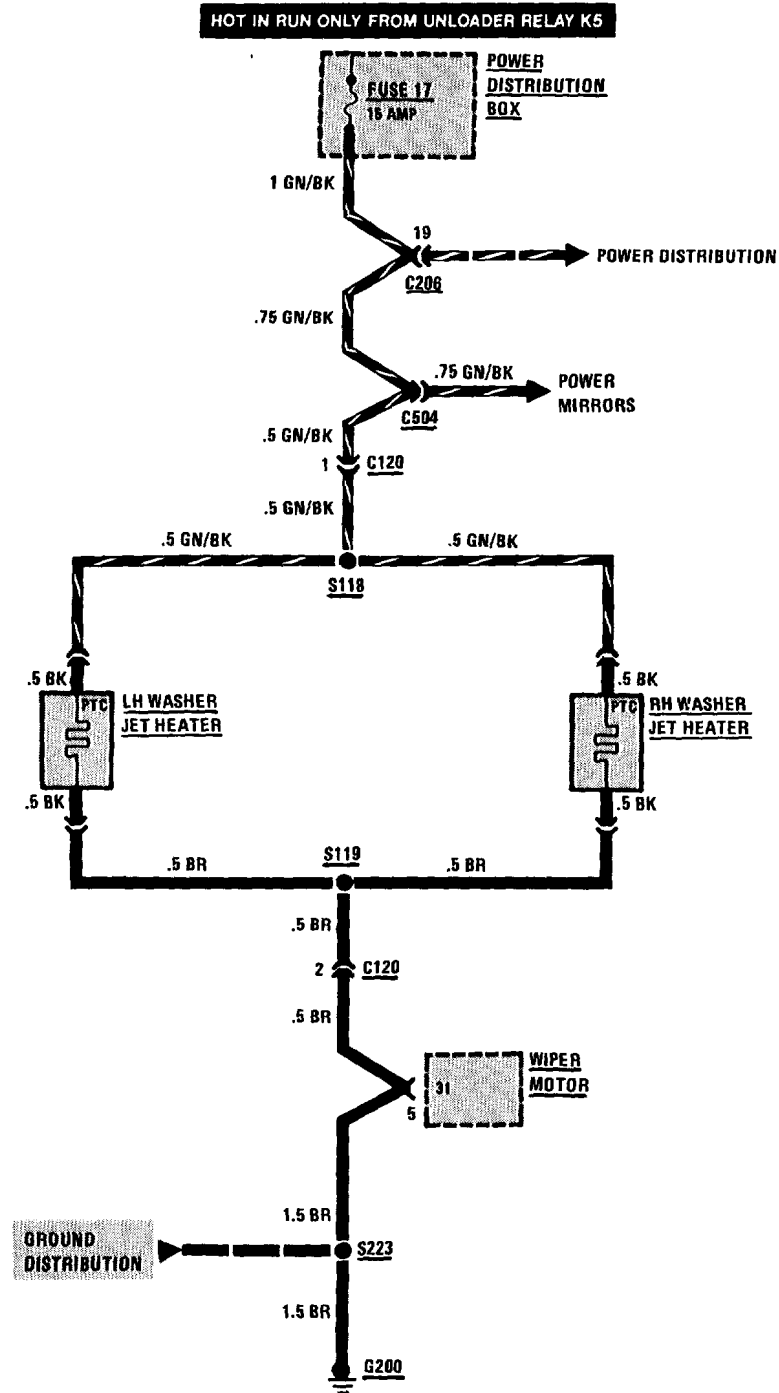 HOT IN RUN ONLY FROM UNLOADER RELAY K5
FUSE 17
15 AMP
POWER
DISTRIBUTION
BOX
1 GN/BK
19
POWER DISTRIBUTION
C206
.75 GN/BK
.75 GN/BK
POWER
MIRRORS
C504
.5 GN/BK
1
C120
.5 GN/BK
.5 GN/BK
.5 GN/BK
S118
.5 BK
PTC
LH WASHER
JET HEATER
.5 BK
.5 BK
PTC
RH WASHER
JET HEATER
.5 BK
S119
.5 BR
.5 BR
.5 BR
2
C120
.5 BR
31
5
WIPER
MOTOR
1.5 BR
GROUND
DISTRIBUTION
S223
1.5 BR
G200